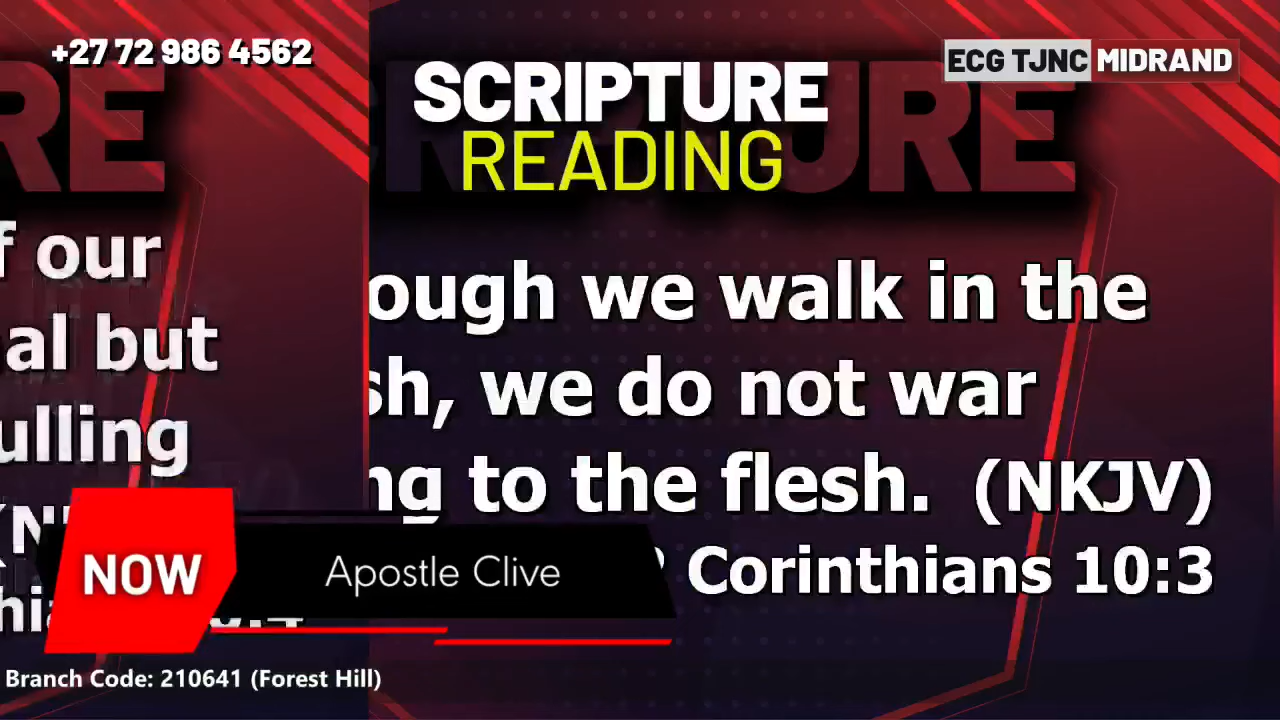 +27 72 986 4562
ECG TJNC MIDRAND
SCRIPTURE
READING
our
but
ough we walk in the
sh, we do not war
ng to the flesh. (NKJV)
Corinthians 10:3
ulling
NOW
Apostle Clive
Branch Code: 210641 (Forest Hill)